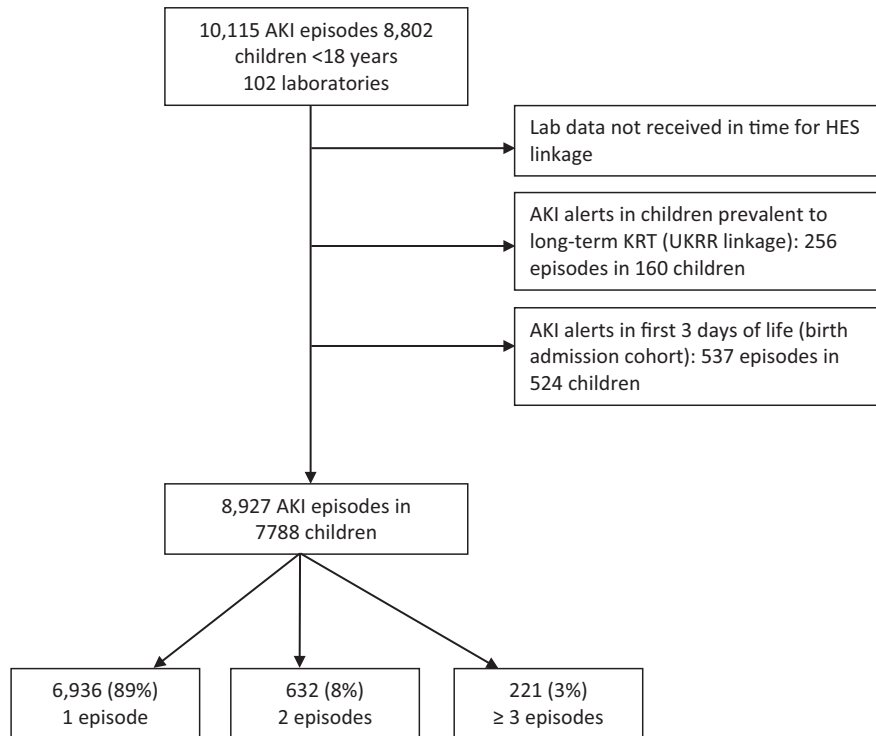 10,115 AKI episodes 8,802
children <18 years
102 laboratories
Lab data not received in time for HES
linkage
AKI alerts in children prevalent to
long-term KRT (UKRR linkage): 256
episodes in 160 children
AKI alerts in first 3 days of life (birth
admission cohort): 537 episodes in
524 children
8,927 AKI episodes in
7788 children
6,936 (89%)
1 episode
632 (8%)
2 episodes
221 (3%)
≥ 3 episodes